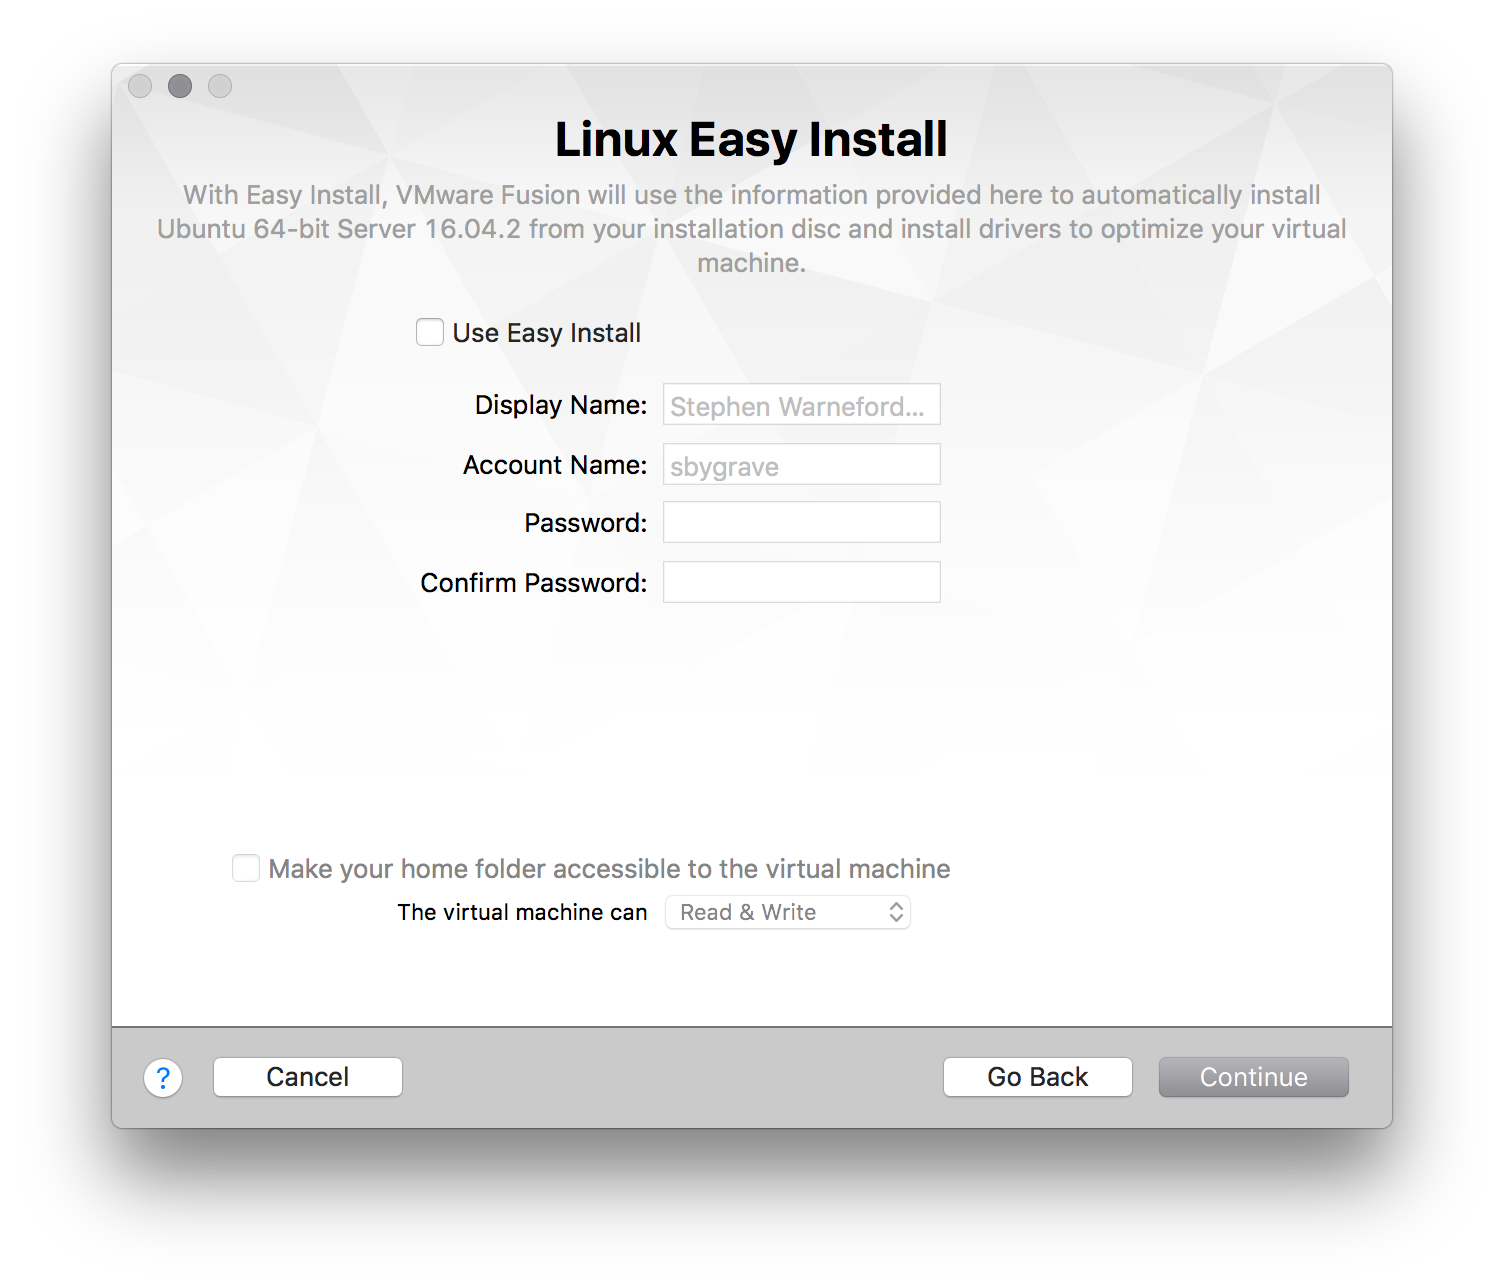 Linux Easy Install
With Easy Install, VMware Fusion will use the information provided here to automatically install
Ubuntu 64-bit Server 16.04.2 from your installation disc and install drivers to optimize your virtual
machine.
Use Easy Install
Display Name: Stephen Warneford...
Account Name: sbygrave
Password:
Confirm Password:
Make your home folder accessible to the virtual machine
The virtual machine can Read & Write
? Cancel Go Back Continue